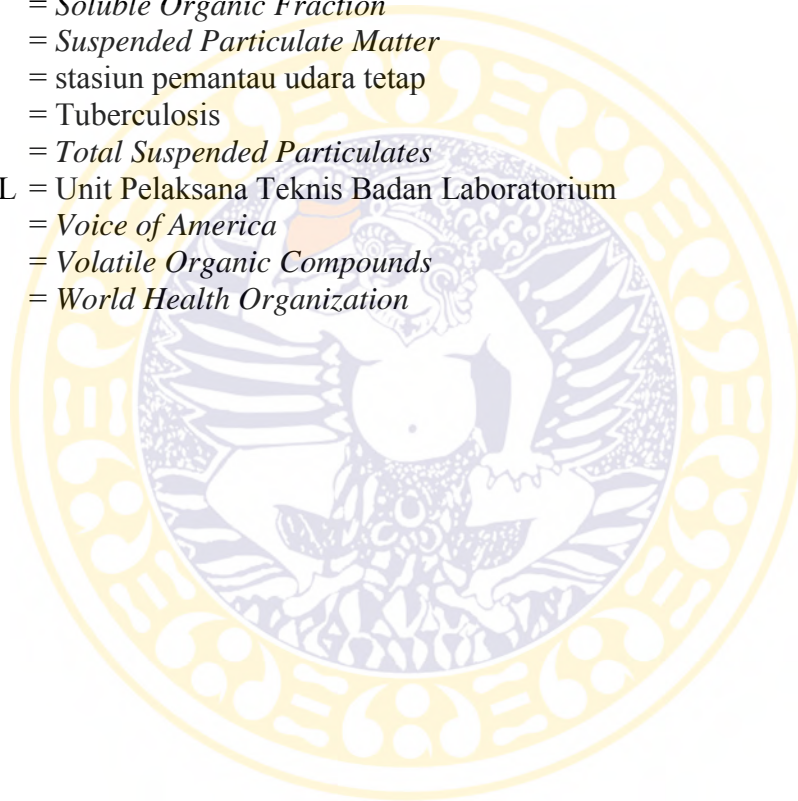 = Soluble Organic Fraction
= Suspended Particulate Matter
= stasiun pemantau udara tetap
= Tuberculosis
= Total Suspended Particulates
L = Unit Pelaksana Teknis Badan Laboratorium
= Voice of America
= Volatile Organic Compounds
= World Health Organization